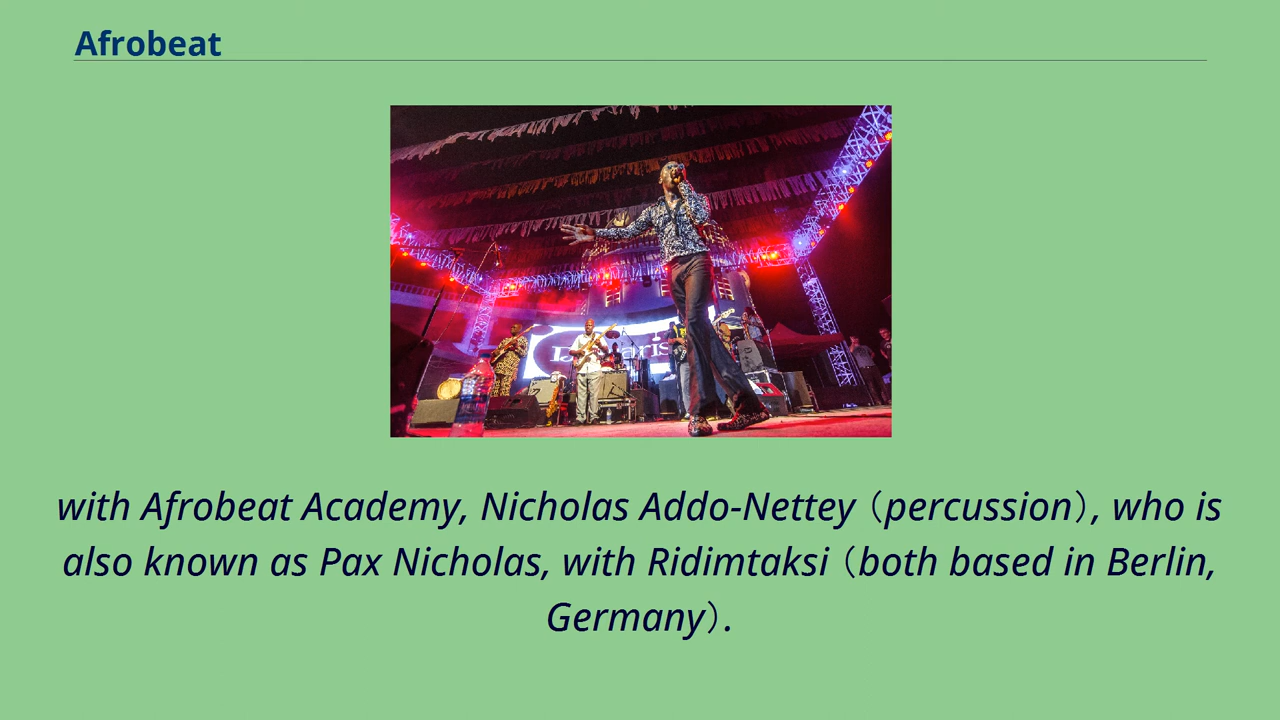 Afrobeat
with Afrobeat Academy, Nicholas Addo-Nettey (percussion), who is
also known as Pax Nicholas, with Ridimtaksi (both based in Berlin,
Germany).